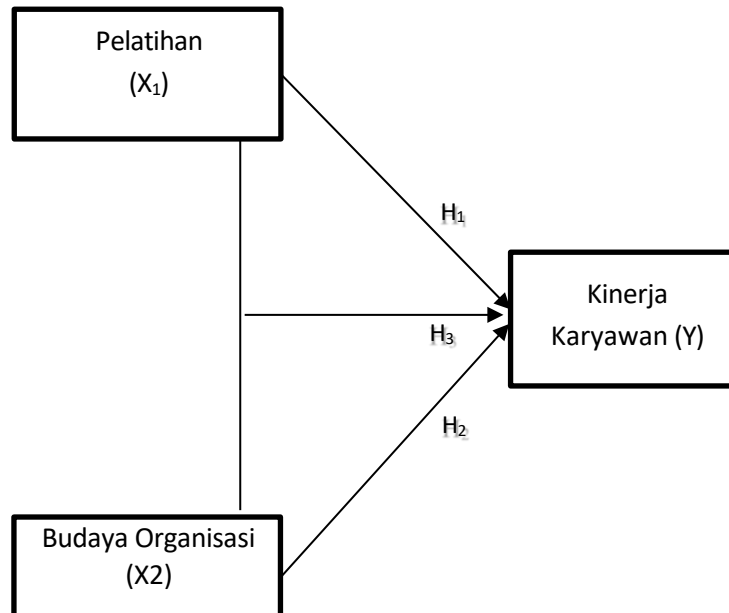 Pelatihan
(X₁)
H₁
Kinerja
Karyawan (Y)
H₃
H₂
Budaya Organisasi
(X2)